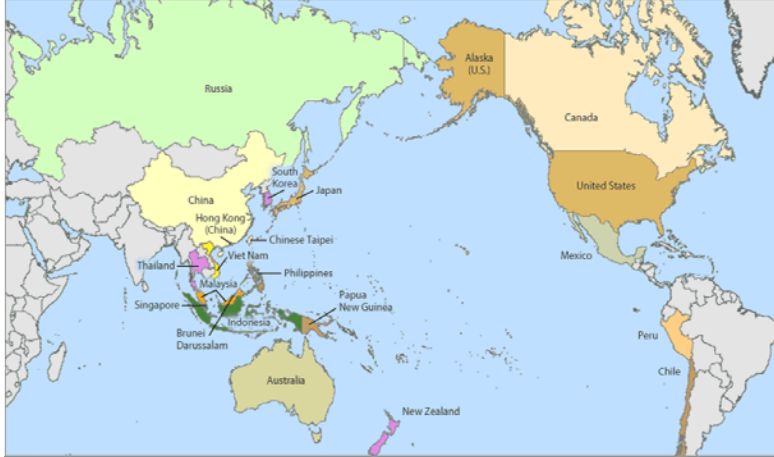 Alaska
(U.S.)
Russia
Canada
South
Korea
United States
Japan
China
Hong Kong
(China)
Chinese Taipei
Viet Nam
Mexico
Thailand
Philippines
Malaysia
Singapore
Papua
New Guinea
Indonesia
Brunei
Darussalam
Peru
Chile
Australia
New Zealand